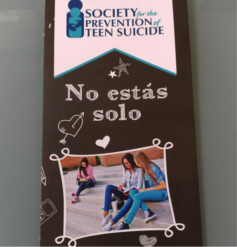 SOCIETY for the
PREVENTION of
TEEN SUICIDE
No estás
solo